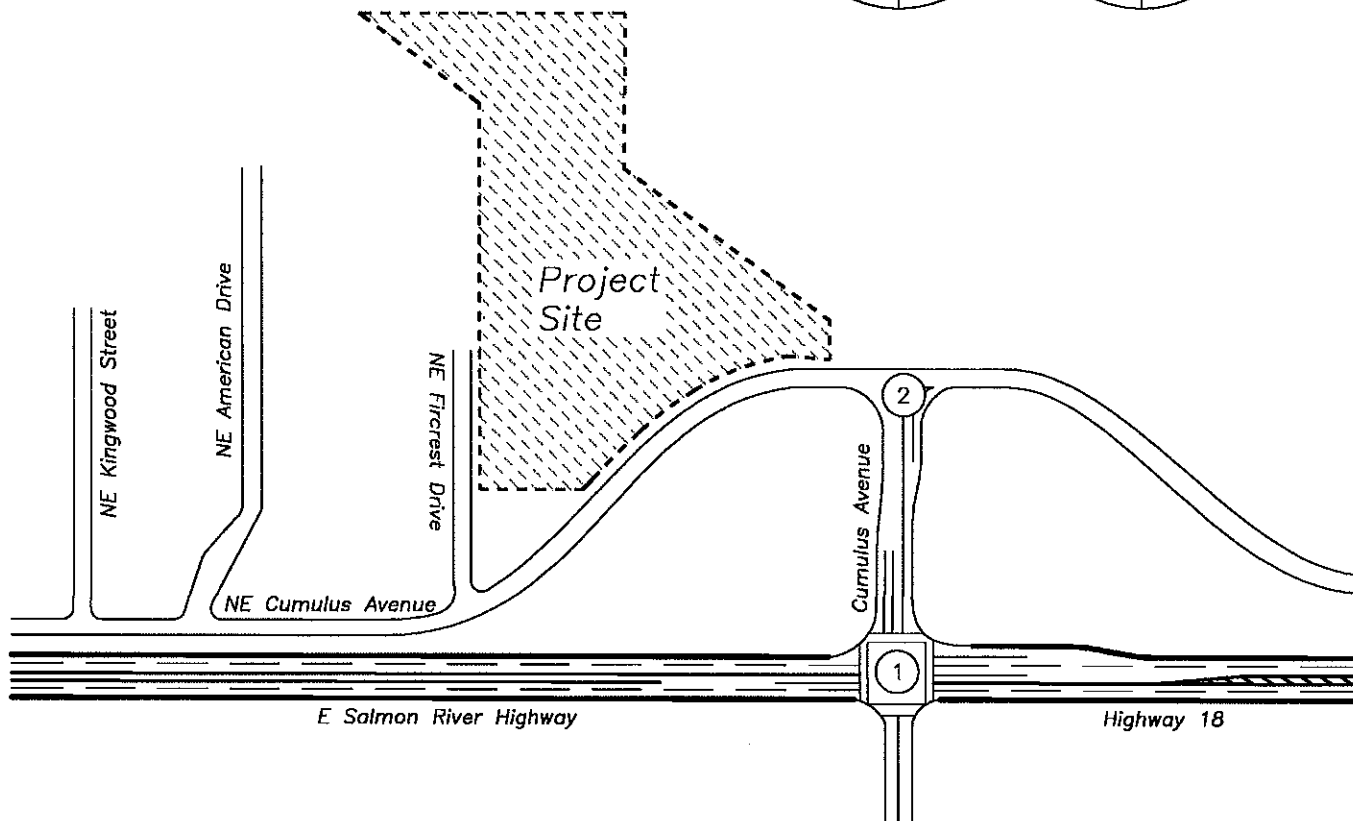 Project
Site
NE Kingwood Street
NE American Drive
NE Fircrest Drive
2
Cumulus Avenue
NE Cumulus Avenue
1
E Salmon River Highway
Highway 18